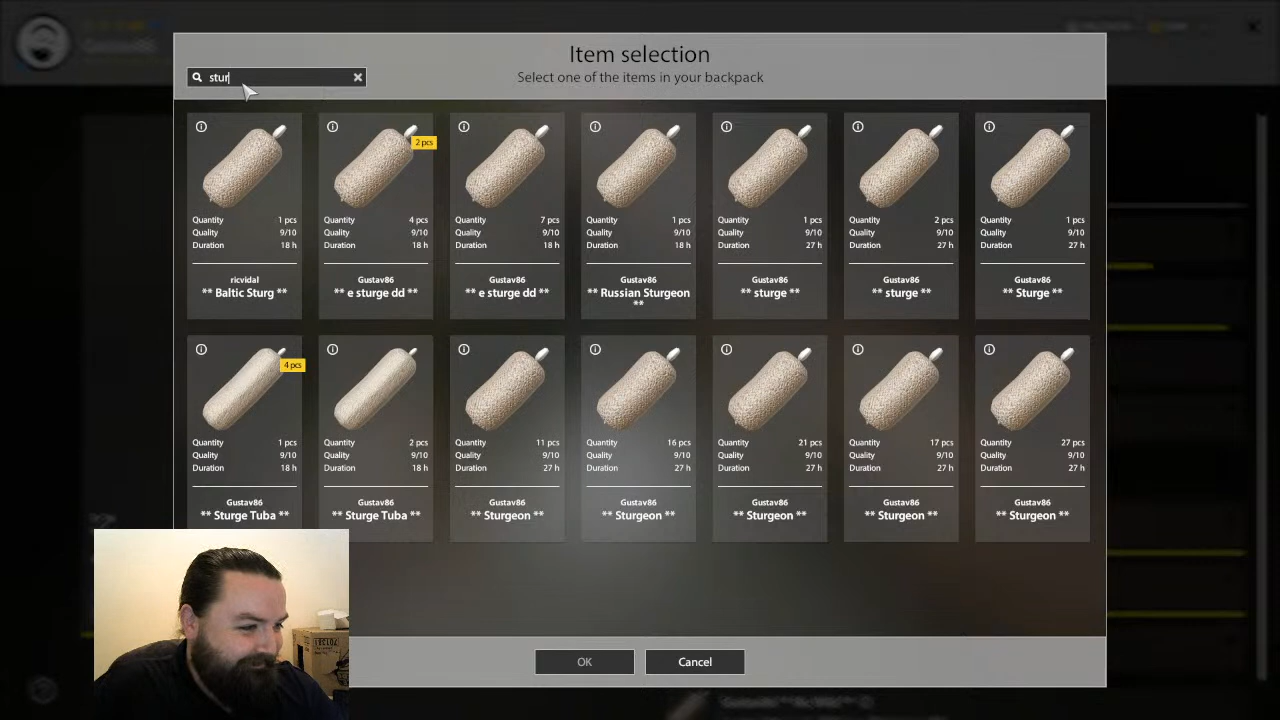 Item selection
Select one of the items in your backpack
stur
2 pcs
Quantity 1 pcs
Quality 9/10
Duration 18 h
ricvidal
** Baltic Sturg **
Quantity 4 pcs
Quality 9/10
Duration 18 h
Gustav86
** e sturge dd **
Quantity 7 pcs
Quality 9/10
Duration 18 h
Gustav86
** e sturge dd **
Quantity 1 pcs
Quality 9/10
Duration 18 h
Gustav86
** Russian Sturgeon
**
Quantity 1 pcs
Quality 9/10
Duration 27 h
Gustav86
** sturge **
Quantity 2 pcs
Quality 9/10
Duration 27 h
Gustav86
** sturge **
Quantity 1 pcs
Quality 9/10
Duration 27 h
Gustav86
** Sturge **
4 pcs
Quantity 1 pcs
Quality 9/10
Duration 18 h
Gustav86
** Sturge Tuba **
Quantity 2 pcs
Quality 9/10
Duration 18 h
Gustav86
** Sturge Tuba **
Quantity 11 pcs
Quality 9/10
Duration 27 h
Gustav86
** Sturgeon **
Quantity 16 pcs
Quality 9/10
Duration 27 h
Gustav86
** Sturgeon **
Quantity 21 pcs
Quality 9/10
Duration 27 h
Gustav86
** Sturgeon **
Quantity 17 pcs
Quality 9/10
Duration 27 h
Gustav86
** Sturgeon **
Quantity 27 pcs
Quality 9/10
Duration 27 h
Gustav86
** Sturgeon **
OK
Cancel